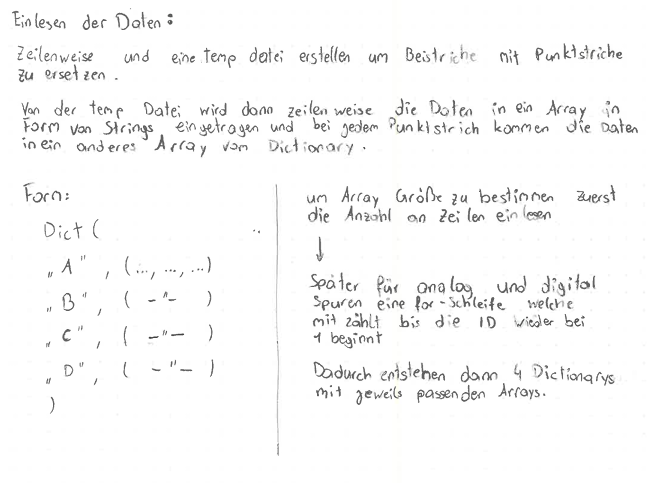 Einlesen der Daten:
Zeilenweise und eine temp datei erstellen um Beistriche mit Punktstriche
zu ersetzen.
Von der temp Datei wird dann zeilenweise die Daten in ein Array in
Form von Strings eingetragen und bei jedem Punktstrich kommen die Daten
in ein anderes Array vom Dictionary.
Form:
Dict (
„A" , (..., ..., ...)
„B" , ( -"- )
„C" , ( -"- )
„D" , ( -"- )
)
um Array Größe zu bestimmen zuerst
die Anzahl an Zeilen einlesen
↓
Später für analog und digital
Spuren eine for-Schleife welche
mit zählt bis die ID wieder bei
1 beginnt
Dadurch entstehen dann 4 Dictionarys
mit jeweils passenden Arrays.